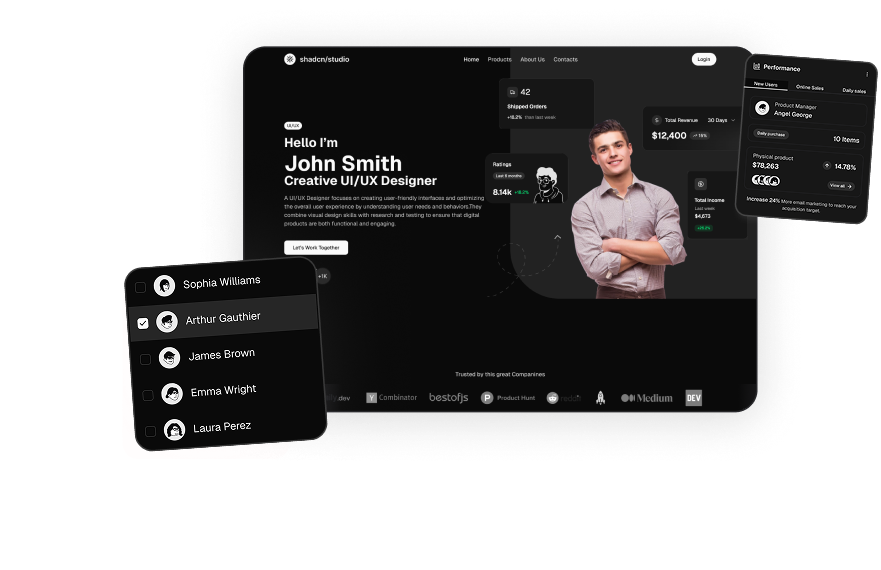 shadcn/studio
Home
Products
About Us
Contacts
Login
42
Shipped Orders
+18.2% than last week
UI/UX
Hello I'm
John Smith
Creative UI/UX Designer
A UI/UX Designer focuses on creating user-friendly interfaces and optimizing
the overall user experience by understanding user needs and behaviors.They
combine visual design skills with research and testing to ensure that digital
products are both functional and engaging.
Let's Work Together
+1K
Ratings
Last 6 months
8.14k +18.2%
Total Revenue
30 Days
$12,400
Total Income
Last week
$4,673
Performance
New Users
Online Sales
Daily sales
Product Manager
Angel George
Daily purchase
10 Items
Physical product
$78,263
14.78%
View all
Increase 24% More email marketing to reach your
acquisition target.
Sophia Williams
Arthur Gauthier
James Brown
Emma Wright
Laura Perez
Trusted by this great Companines
.dev
Y Combinator
bestofjs
P Product Hunt
reddit
Medium
DEV